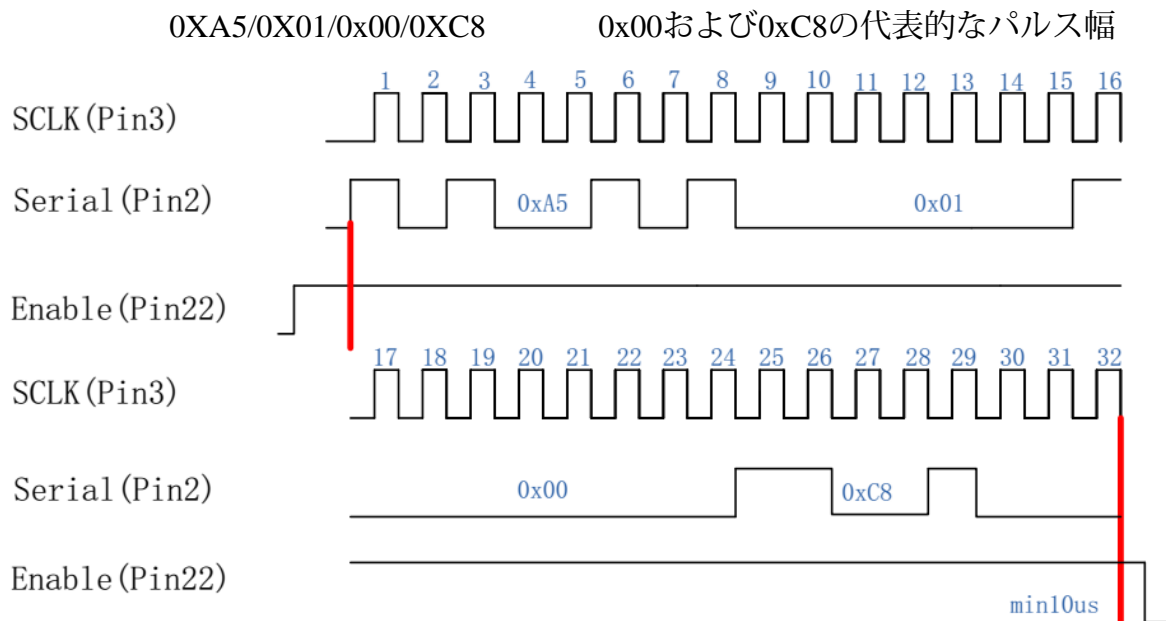 0XA5/0X01/0x00/0XC8 0x00および0xC8の代表的なパルス幅
1 2 3 4 5 6 7 8 9 10 11 12 13 14 15 16
SCLK(Pin3)
Serial(Pin2) 0xA5 0x01
Enable(Pin22)
17 18 19 20 21 22 23 24 25 26 27 28 29 30 31 32
SCLK(Pin3)
Serial(Pin2) 0x00 0xC8
Enable(Pin22)
min10us